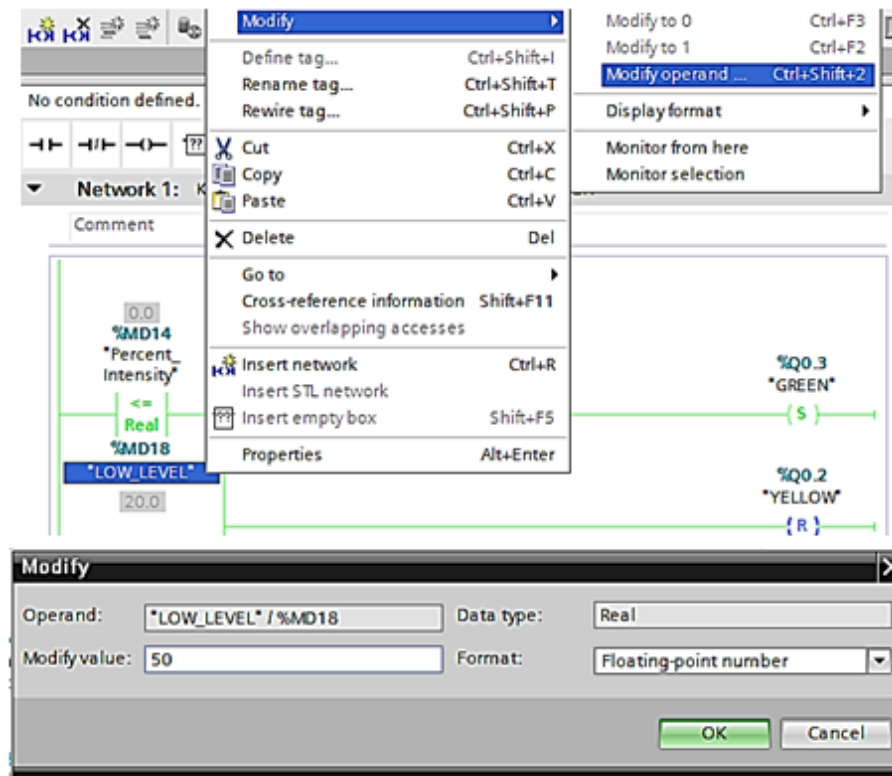 Modify
Modify to 0 Ctrl+F3
Modify to 1 Ctrl+F2
Modify operand ... Ctrl+Shift+2
Define tag... Ctrl+Shift+I
Rename tag... Ctrl+Shift+T
Rewire tag... Ctrl+Shift+P
Display format
No condition defined.
Cut Ctrl+X
Copy Ctrl+C
Paste Ctrl+V
Monitor from here
Monitor selection
??
Network 1: K
Comment
Delete Del
Go to
Cross-reference information Shift+F11
Show overlapping accesses
Insert network Ctrl+R
Insert STL network
?? Insert empty box Shift+F5
Properties Alt+Enter
0.0
%MD14
"Percent_
Intensity"
<=
Real
%MD18
"LOW_LEVEL"
20.0
%Q0.3
"GREEN"
S
%Q0.2
"YELLOW"
R
Modify
Operand: "LOW_LEVEL" / %MD18 Data type: Real
Modify value: 50 Format: Floating-point number
OK Cancel